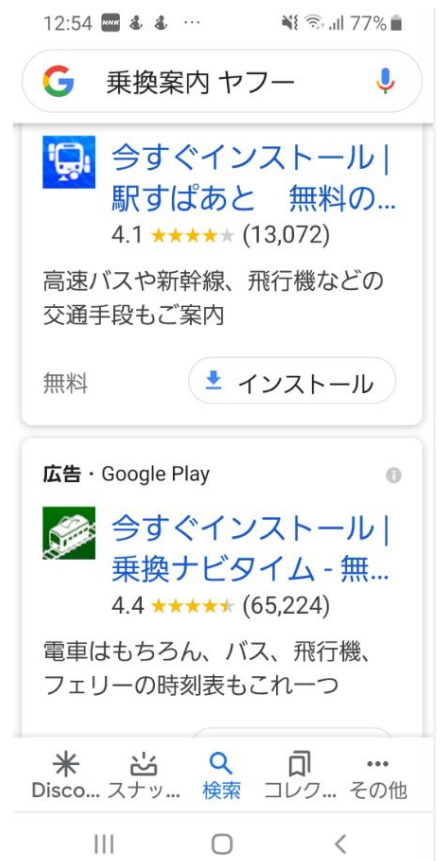 12:54 NHK … 77%
乗換案内 ヤフー
今すぐインストール |
駅すぱあと　無料の...
4.1 ★★★★★ (13,072)
高速バスや新幹線、飛行機などの
交通手段もご案内
無料
インストール
広告・Google Play
今すぐインストール |
乗換ナビタイム - 無...
4.4 ★★★★★ (65,224)
電車はもちろん、バス、飛行機、
フェリーの時刻表もこれ一つ
Disco... スナッ... 検索 コレク... その他